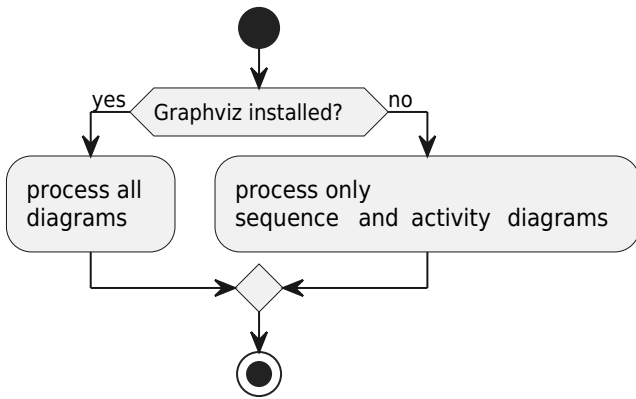 yes
Graphviz installed?
no
process all
diagrams
process only
sequence and activity diagrams